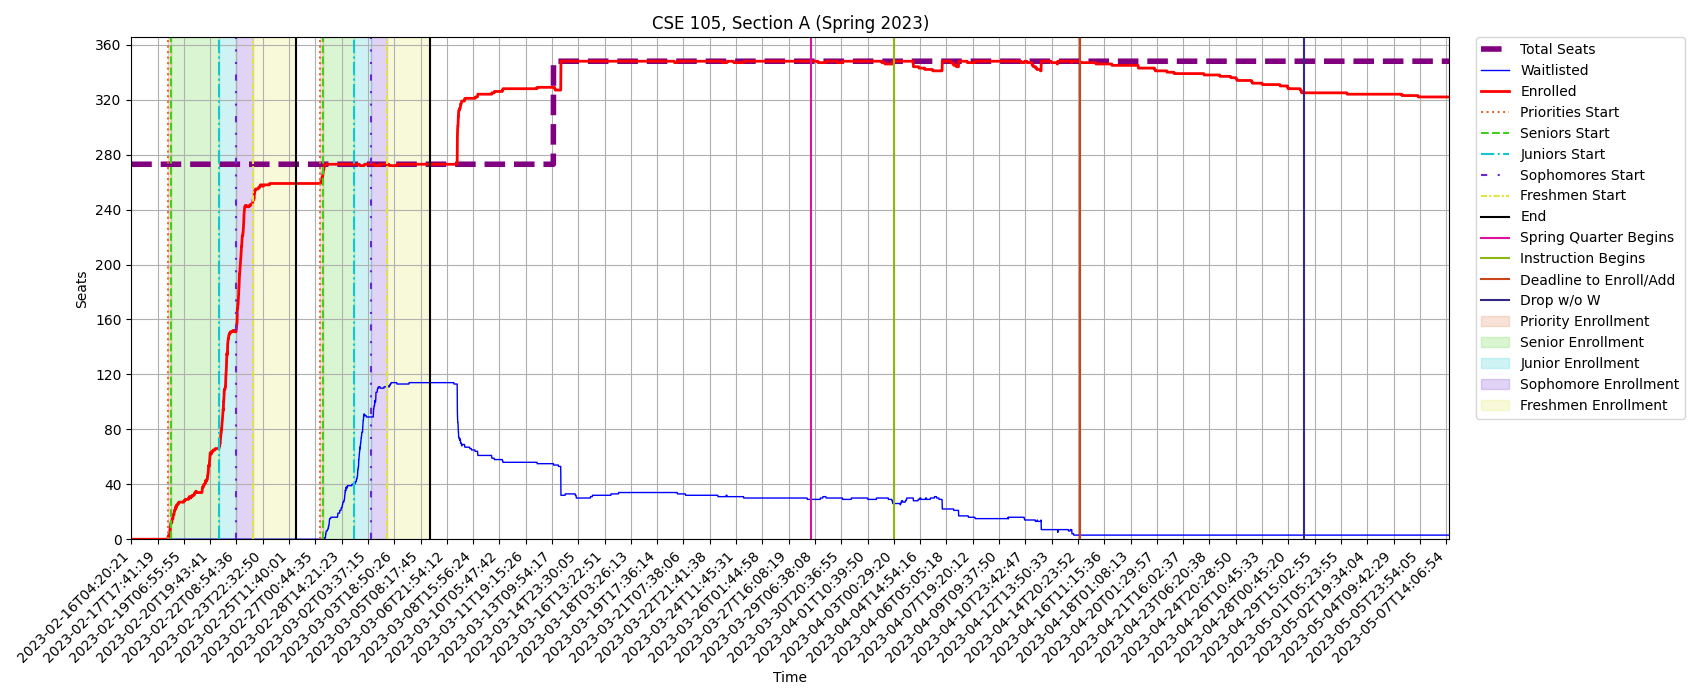 CSE 105, Section A (Spring 2023)
Seats
360
320
280
240
200
160
120
80
40
0
2023-02-16T04:20:21
2023-02-17T17:41:19
2023-02-19T06:55:55
2023-02-20T19:43:41
2023-02-22T08:54:36
2023-02-23T22:32:50
2023-02-25T11:40:01
2023-02-27T00:44:35
2023-02-28T14:21:23
2023-03-02T03:37:15
2023-03-03T18:50:26
2023-03-05T08:17:45
2023-03-06T21:54:12
2023-03-08T15:56:24
2023-03-10T05:47:42
2023-03-11T19:15:26
2023-03-13T09:54:17
2023-03-14T23:30:05
2023-03-16T13:22:51
2023-03-18T03:26:13
2023-03-19T17:36:14
2023-03-21T07:38:06
2023-03-22T21:41:38
2023-03-24T11:45:31
2023-03-26T01:44:58
2023-03-27T16:08:19
2023-03-29T06:38:08
2023-03-30T20:36:55
2023-04-01T10:39:50
2023-04-03T00:29:20
2023-04-04T14:54:16
2023-04-06T05:05:18
2023-04-07T19:20:12
2023-04-09T09:37:50
2023-04-10T23:42:47
2023-04-12T13:50:33
2023-04-14T20:23:52
2023-04-16T11:15:36
2023-04-18T01:08:13
2023-04-20T01:29:57
2023-04-21T16:02:37
2023-04-23T06:20:38
2023-04-24T20:28:50
2023-04-26T10:45:33
2023-04-28T00:45:20
2023-04-29T15:02:55
2023-05-01T05:23:55
2023-05-02T19:34:04
2023-05-04T09:42:29
2023-05-05T23:54:05
2023-05-07T14:06:54
Time
Total Seats
Waitlisted
Enrolled
Priorities Start
Seniors Start
Juniors Start
Sophomores Start
Freshmen Start
End
Spring Quarter Begins
Instruction Begins
Deadline to Enroll/Add
Drop w/o W
Priority Enrollment
Senior Enrollment
Junior Enrollment
Sophomore Enrollment
Freshmen Enrollment